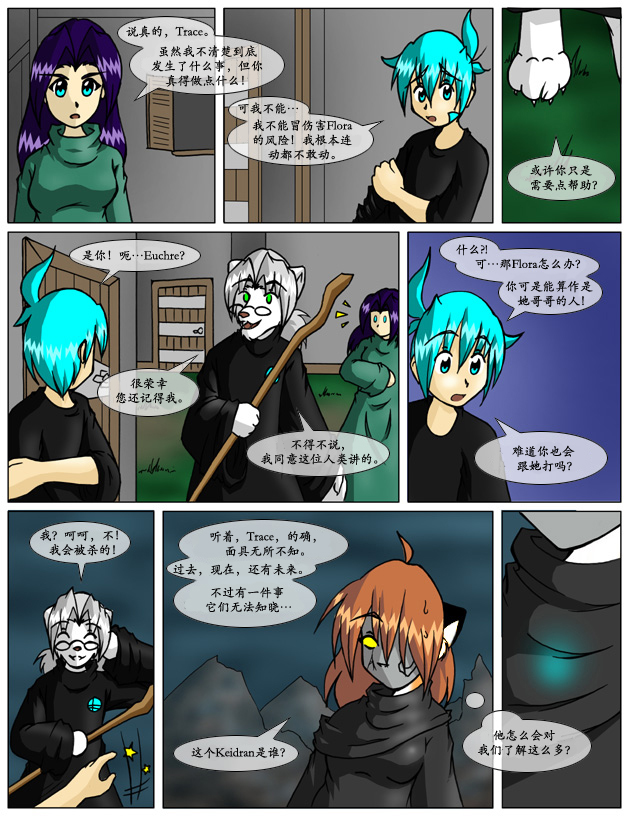 说真的，Trace。
虽然我不清楚到底
发生了什么事，但你
真得做点什么！
可我不能…
我不能冒伤害Flora
的风险！我根本连
动都不敢动。
或许你只是
需要点帮助？
是你！呃…Euchre？
很荣幸
您还记得我。
不得不说，
我同意这位人类讲的。
什么?!
可…那Flora怎么办？
你可是能算作是
她哥哥的人！
难道你也会
跟她打吗？
我？呵呵，不！
我会被杀的！
听着，Trace，的确，
面具无所不知。
过去，现在，还有未来。
不过有一件事
它们无法知晓…
这个Keidran是谁？
他怎么会对
我们了解这么多？